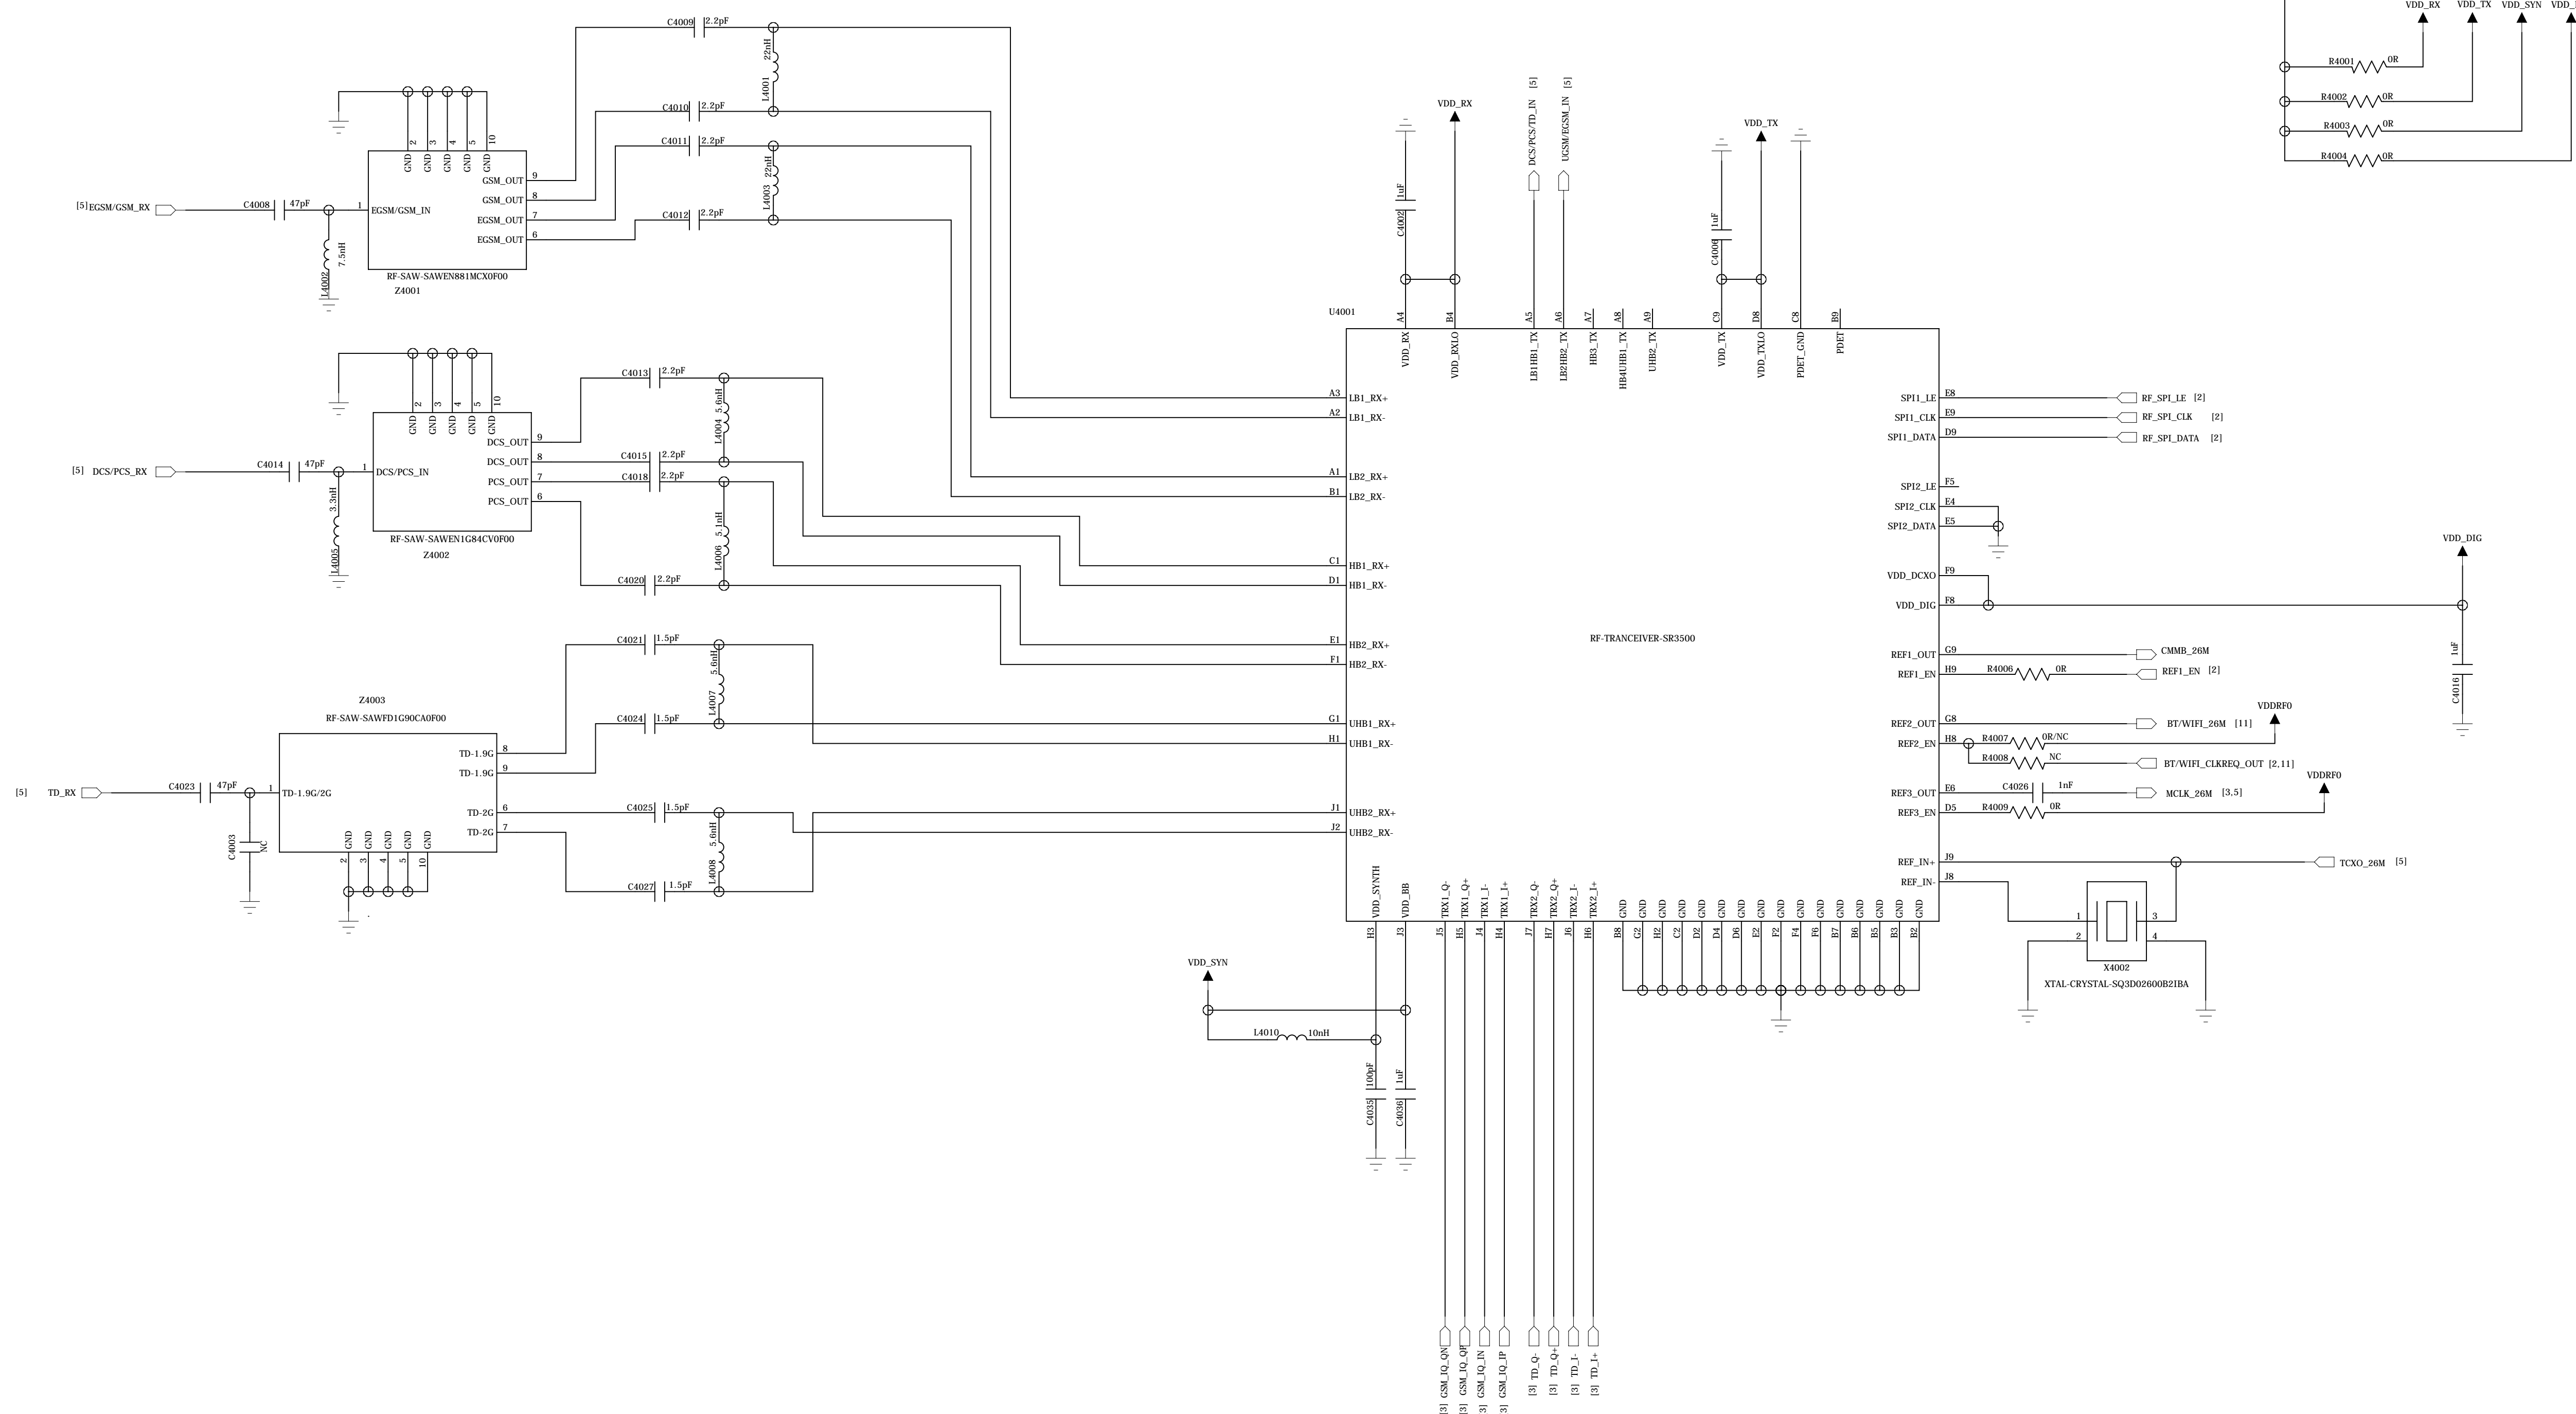 VDD_RX VDD_TX VDD_SYN
R4001 0R
R4002 0R
R4003 0R
R4004 0R
C4009 2.2pF
22nH
L4001
C4010 2.2pF
C4011 2.2pF
22nH
L4003
C4012 2.2pF
2 3 4 5 10
GND GND GND GND GND
GSM_OUT 9
GSM_OUT 8
EGSM_OUT 7
EGSM_OUT 6
[5] EGSM/GSM_RX C4008 47pF 1 EGSM/GSM_IN
7.5nH
L4002
RF-SAW-SAWEN881MCX0F00
Z4001
2 3 4 5 10
GND GND GND GND GND
DCS_OUT 9
DCS_OUT 8
PCS_OUT 7
PCS_OUT 6
[5] DCS/PCS_RX C4014 47pF 1 DCS/PCS_IN
3.3nH
L4005
RF-SAW-SAWEN1G84CV0F00
Z4002
C4013 2.2pF
5.6nH
L4004
C4015 2.2pF
C4018 2.2pF
5.1nH
L4006
C4020 2.2pF
C4021 1.5pF
5.6nH
L4007
C4024 1.5pF
Z4003
RF-SAW-SAWFD1G90CA0F00
TD-1.9G 8
TD-1.9G 9
TD-2G 6
TD-2G 7
[5] TD_RX C4023 47pF 1 TD-1.9G/2G
C4003
NC
GND GND GND GND GND
2 3 4 5 10
C4025 1.5pF
5.6nH
L4008
C4027 1.5pF
VDD_RX
1uF
C4002
DCS/PCS/TD_IN [5]
UGSM/EGSM_IN [5]
VDD_TX
1uF
C4006
U4001
A4 B4 A5 A6 A7 A8 A9 C9 D8 C8 B9
VDD_RX
VDD_RXLO
LB1HB1_TX
LB2HB2_TX
HB3_TX
HB4UHB1_TX
UHB2_TX
VDD_TX
VDD_TXLO
PDET_GND
PDET
A3 LB1_RX+
A2 LB1_RX-
A1 LB2_RX+
B1 LB2_RX-
C1 HB1_RX+
D1 HB1_RX-
E1 HB2_RX+
F1 HB2_RX-
G1 UHB1_RX+
H1 UHB1_RX-
J1 UHB2_RX+
J2 UHB2_RX-
RF-TRANCEIVER-SR3500
SPI1_LE E8 RF_SPI_LE [2]
SPI1_CLK E9 RF_SPI_CLK [2]
SPI1_DATA D9 RF_SPI_DATA [2]
SPI2_LE F5
SPI2_CLK E4
SPI2_DATA E5
VDD_DCXO F9
VDD_DIG F8
VDD_DIG
1uF
C4016
REF1_OUT G9 CMMB_26M
REF1_EN H9 R4006 0R REF1_EN [2]
VDDRF0
REF2_OUT G8 BT/WIFI_26M [11]
REF2_EN H8 R4007 0R/NC
R4008 NC BT/WIFI_CLKREQ_OUT [2,11]
VDDRF0
REF3_OUT E6 C4026 1nF MCLK_26M [3,5]
REF3_EN D5 R4009 0R
REF_IN+ J9 TCXO_26M [5]
REF_IN- J8
1 3
2 4
X4002
XTAL-CRYSTAL-SQ3D02600B2IBA
VDD_SYNTH
VDD_BB
TRX1_Q-
TRX1_Q+
TRX1_I-
TRX1_I+
TRX2_Q-
TRX2_Q+
TRX2_I-
TRX2_I+
GND GND GND GND GND GND GND GND GND GND GND GND GND GND GND GND
H3 J3 J5 H5 J4 H4 J7 H7 J6 H6 B8 G2 H2 C2 D2 D4 D6 E2 F2 F4 F6 B7 B6 B5 B3 B2
VDD_SYN
L4010 10nH
100pF
C4035
1uF
C4036
[3] GSM_IQ_QN
[3] GSM_IQ_QP
3] GSM_IQ_IN
3] GSM_IQ_IP
[3] TD_Q-
[3] TD_Q+
[3] TD_I-
[3] TD_I+